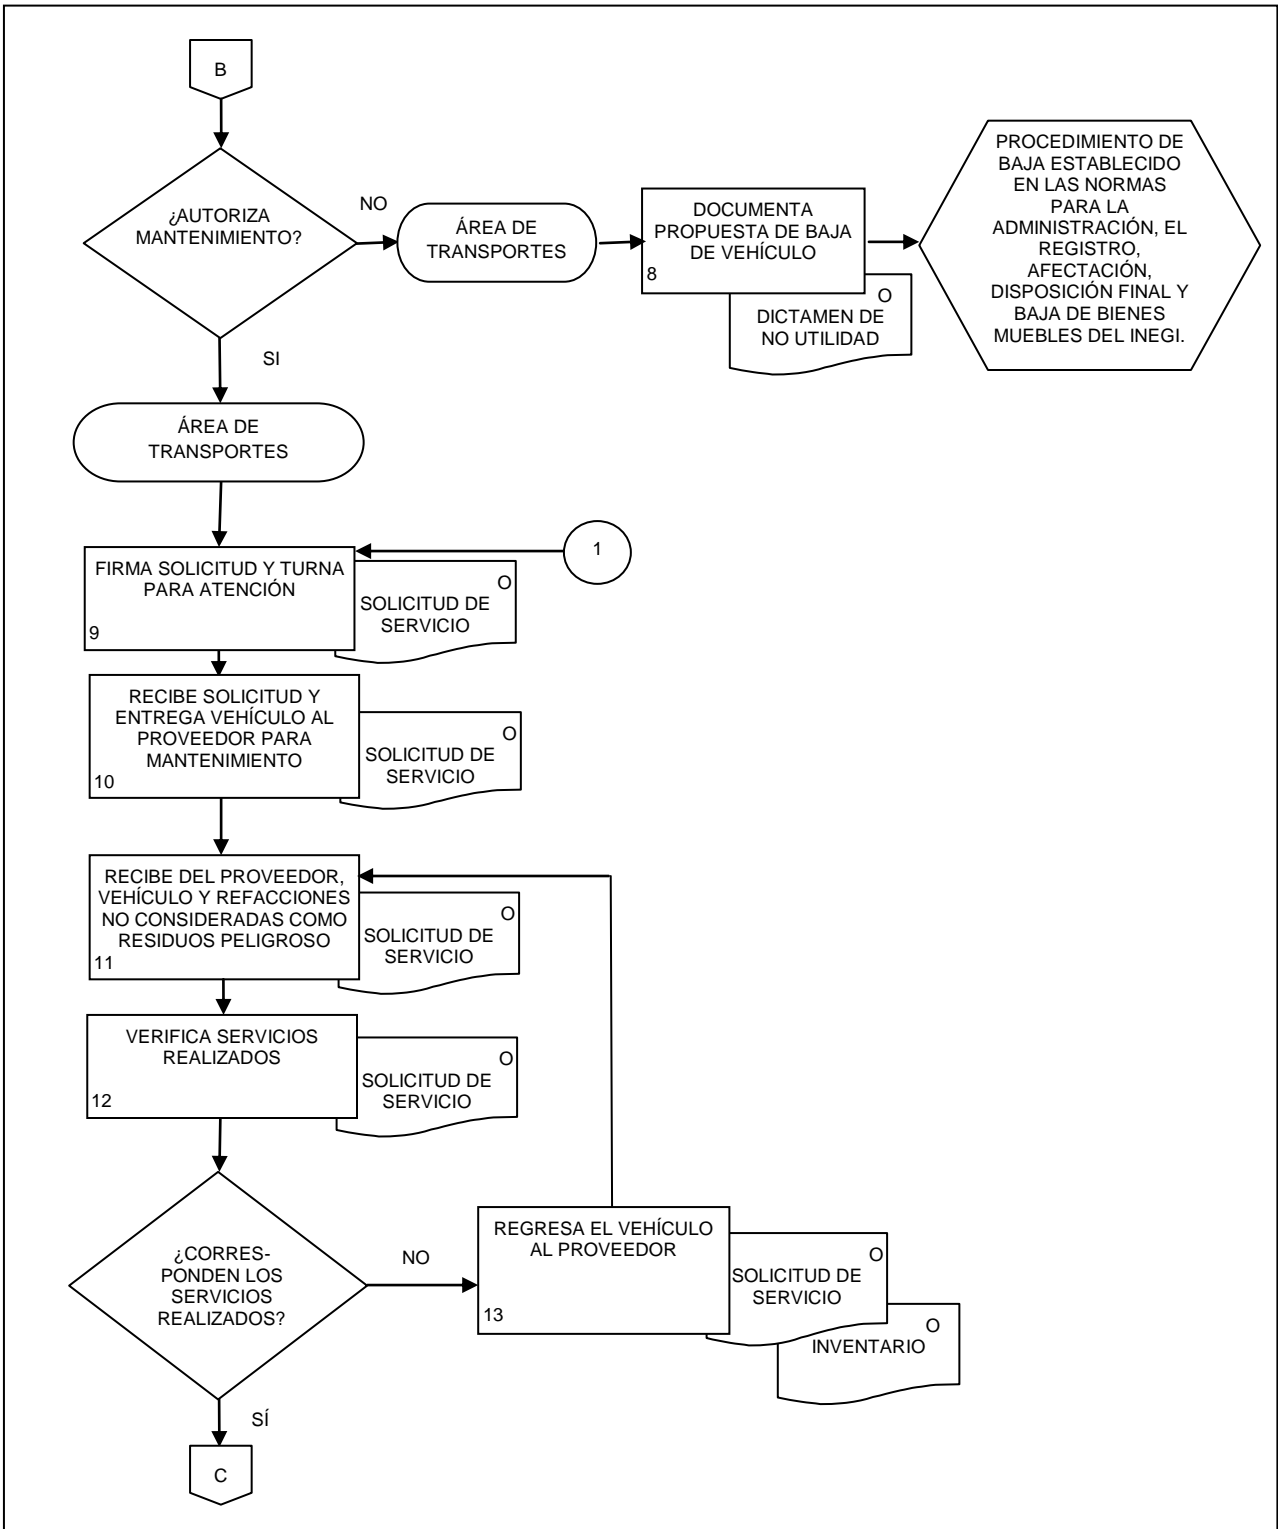 B
¿AUTORIZA
MANTENIMIENTO?
NO
ÁREA DE
TRANSPORTES
DOCUMENTA
PROPUESTA DE BAJA
DE VEHÍCULO
8
O
DICTAMEN DE
NO UTILIDAD
PROCEDIMIENTO DE
BAJA ESTABLECIDO
EN LAS NORMAS
PARA LA
ADMINISTRACIÓN, EL
REGISTRO,
AFECTACIÓN,
DISPOSICIÓN FINAL Y
BAJA DE BIENES
MUEBLES DEL INEGI.
SI
ÁREA DE
TRANSPORTES
1
FIRMA SOLICITUD Y TURNA
PARA ATENCIÓN
9
O
SOLICITUD DE
SERVICIO
RECIBE SOLICITUD Y
ENTREGA VEHÍCULO AL
PROVEEDOR PARA
MANTENIMIENTO
10
O
SOLICITUD DE
SERVICIO
RECIBE DEL PROVEEDOR,
VEHÍCULO Y REFACCIONES
NO CONSIDERADAS COMO
RESIDUOS PELIGROSO
11
O
SOLICITUD DE
SERVICIO
VERIFICA SERVICIOS
REALIZADOS
12
O
SOLICITUD DE
SERVICIO
¿CORRES-
PONDEN LOS
SERVICIOS
REALIZADOS?
NO
REGRESA EL VEHÍCULO
AL PROVEEDOR
13
O
SOLICITUD DE
SERVICIO
O
INVENTARIO
SÍ
C